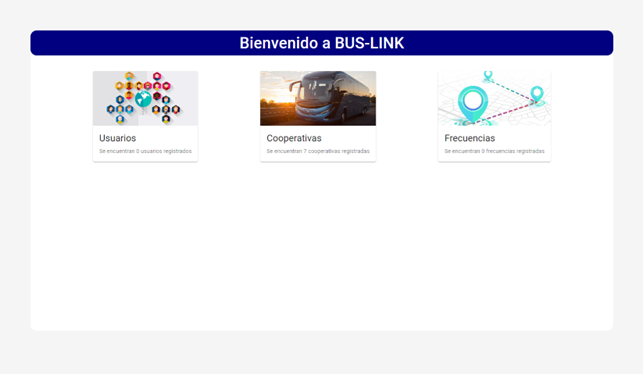 Bienvenido a BUS-LINK
Usuarios
Se encuentran 0 usuarios registrados
Cooperativas
Se encuentran 7 cooperativas registradas
Frecuencias
Se encuentran 0 frecuencias registradas